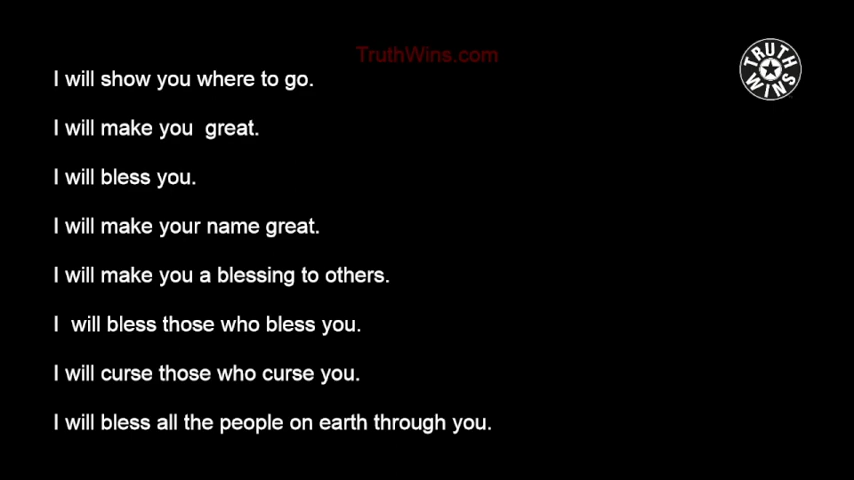 TruthWins.com
TRUTH
WINS
I will show you where to go.
I will make you  great.
I will bless you.
I will make your name great.
I will make you a blessing to others.
I  will bless those who bless you.
I will curse those who curse you.
I will bless all the people on earth through you.